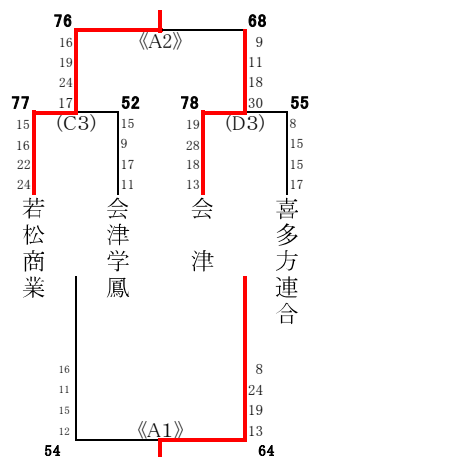 76 68
16 9
《A2》
19 11
24 18
17 30
77 52 78 55
(C3) (D3)
15 15 19 8
16 9 28 15
22 17 18 15
24 11 13 17
若松商業
会津学鳳
会津
喜多方連合
16 8
11 24
15 19
12 13
《A1》
54 64